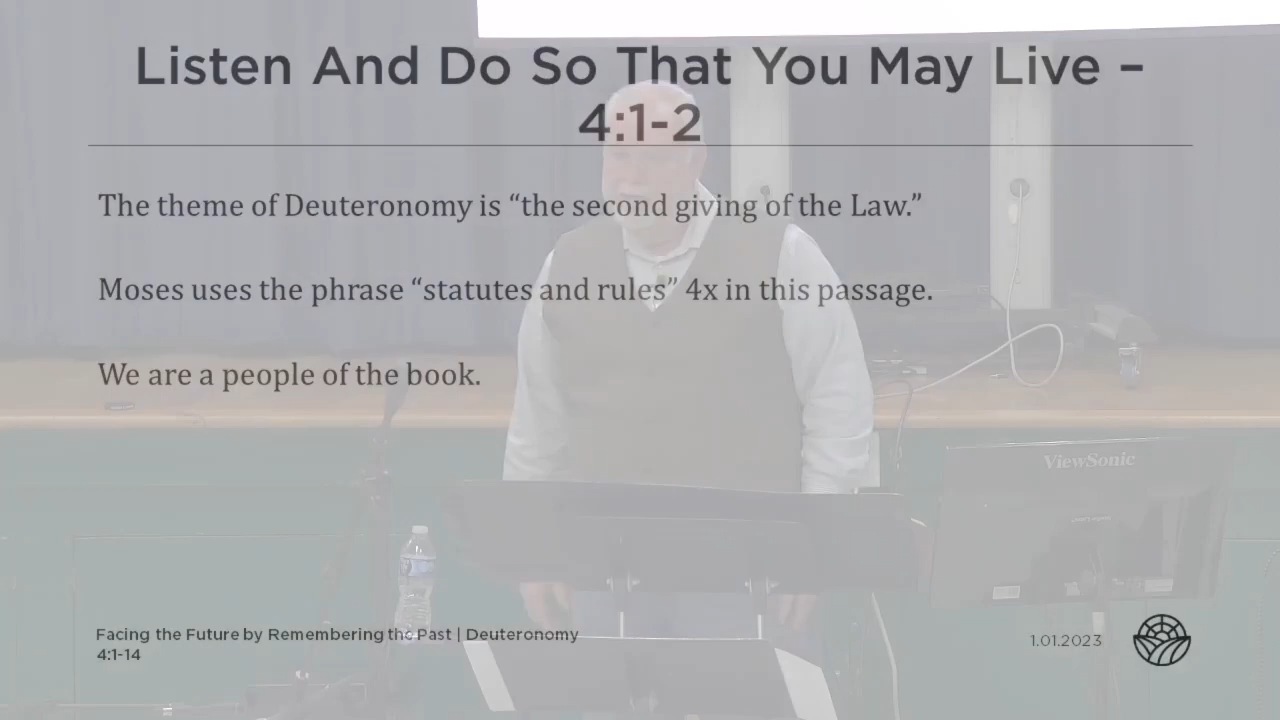 Listen And Do So That You May Live –
4:1-2
The theme of Deuteronomy is “the second giving of the Law.”
Moses uses the phrase “statutes and rules” 4x in this passage.
We are a people of the book.
ViewSonic
Facing the Future by Remembering the Past | Deuteronomy
4:1-14
1.01.2023